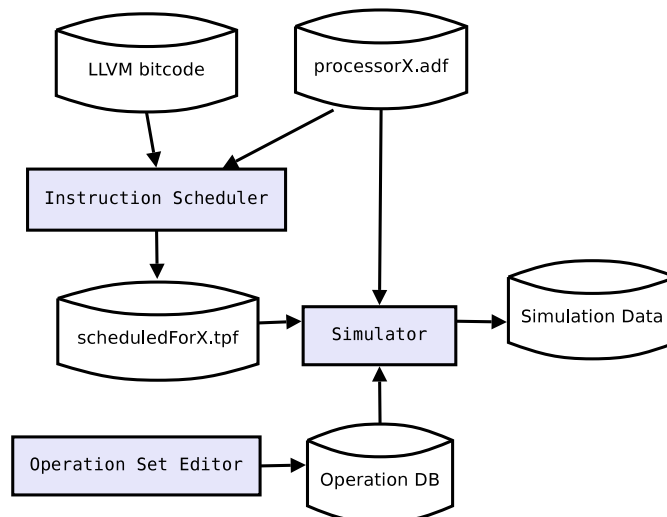 LLVM bitcode
processorX.adf
Instruction Scheduler
scheduledForX.tpf
Simulator
Simulation Data
Operation Set Editor
Operation DB